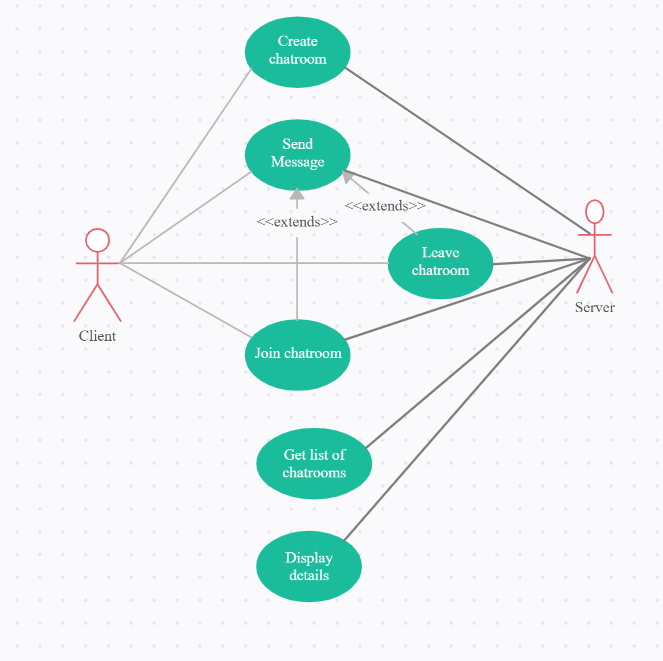 Create
chatroom
Send
Message
<<extends>>
<<extends>>
Leave
chatroom
Client
Server
Join chatroom
Get list of
chatrooms
Display
details